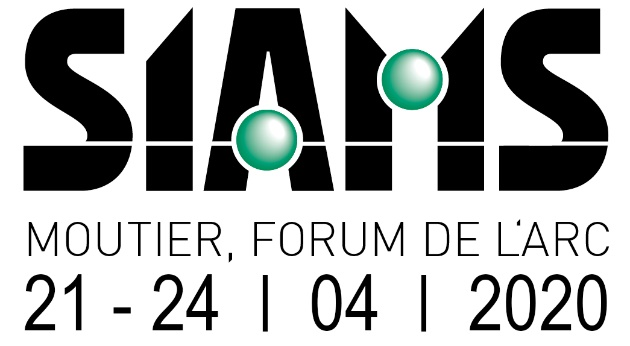 SIAMS
MOUTIER, FORUM DE L'ARC
21 - 24 | 04 | 2020